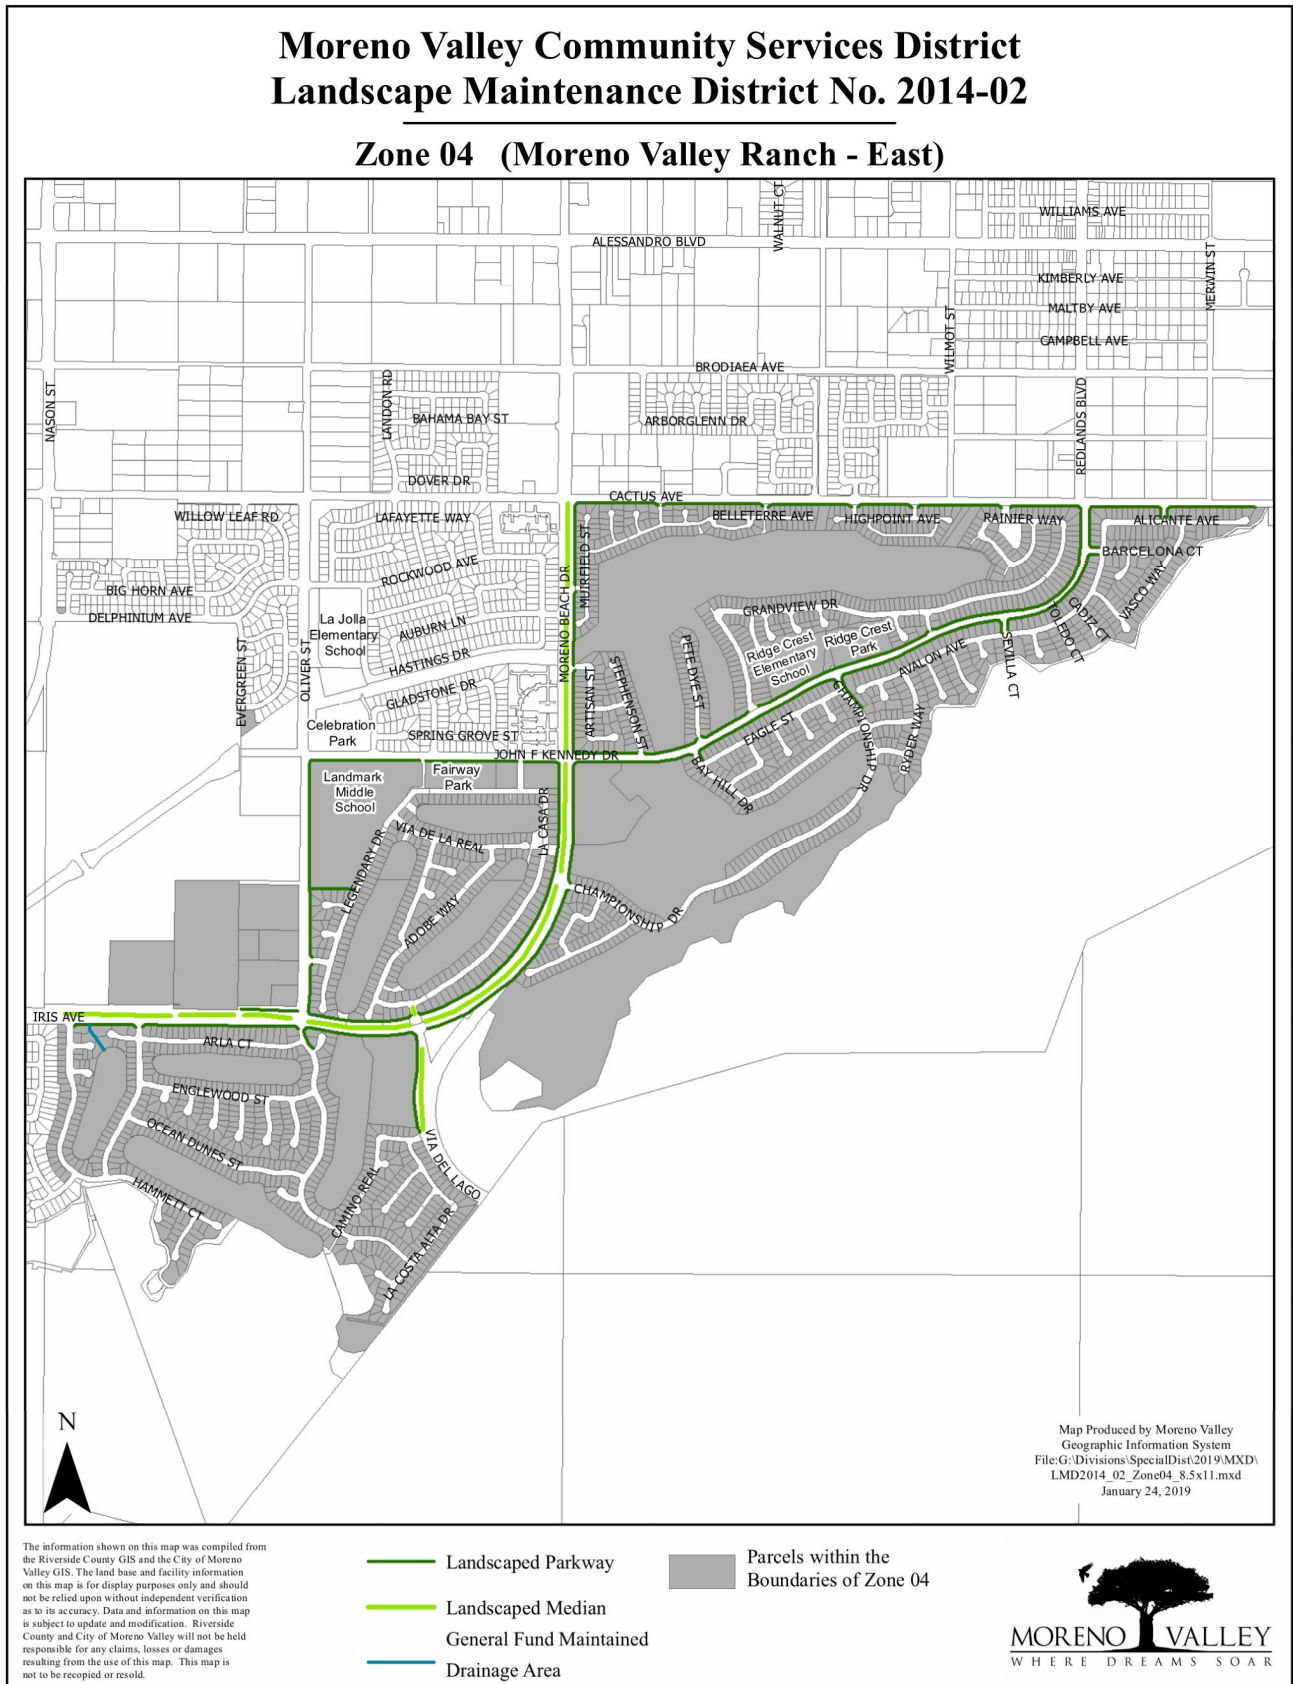 Moreno Valley Community Services District
Landscape Maintenance District No. 2014-02
Zone 04 (Moreno Valley Ranch - East)
WALNUT CT
WILLIAMS AVE
ALESSANDRO BLVD
MERWIN ST
KIMBERLY AVE
MALTBY AVE
WILMOT ST
CAMPBELL AVE
BRODIAEA AVE
NASON ST
LANDON RD
REDLANDS BLVD
BAHAMA BAY ST
ARBORGLENN DR
DOVER DR
CACTUS AVE
WILLOW LEAF RD
LAFAYETTE WAY
BELLETERRE AVE
HIGHPOINT AVE
RAINIER WAY
ALICANTE AVE
MUIRFIELD ST
BARCELONA CT
ROCKWOOD AVE
BIG HORN AVE
VASCO WAY
DELPHINIUM AVE
MORENO BEACH DR
GRANDVIEW DR
CADIZ CT
La Jolla
Elementary
School
AUBURN LN
TOLEDO CT
Ridge Crest
Elementary
School
Ridge Crest
Park
HASTINGS DR
SEVILLA CT
EVERGREEN ST
OLIVER ST
PETE DYE ST
AVALON AVE
STEPHENSON ST
ARTISAN ST
GLADSTONE DR
CHAMPIONSHIP DR
RYDER WAY
Celebration
Park
SPRING GROVE ST
EAGLE ST
JOHN F KENNEDY DR
BAY HILL DR
Landmark
Middle
School
Fairway
Park
LA CASA DR
VIA DE LA REAL
LEGENDARY DR
ADOBE WAY
CHAMPIONSHIP DR
IRIS AVE
ARLA CT
ENGLEWOOD ST
OCEAN DUNES ST
VIA DEL LAGO
HAMMETT CT
CAMINO REAL
LA COSTA ALTA DR
N
Map Produced by Moreno Valley
Geographic Information System
File:G:\Divisions\SpecialDist\2019\MXD\
LMD2014_02_Zone04_8.5x11.mxd
January 24, 2019
The information shown on this map was compiled from
the Riverside County GIS and the City of Moreno
Valley GIS. The land base and facility information
on this map is for display purposes only and should
not be relied upon without independent verification
as to its accuracy. Data and information on this map
is subject to update and modification. Riverside
County and City of Moreno Valley will not be held
responsible for any claims, losses or damages
resulting from the use of this map. This map is
not to be recopied or resold.
Landscaped Parkway
Landscaped Median
General Fund Maintained
Drainage Area
Parcels within the
Boundaries of Zone 04
MORENO VALLEY
WHERE DREAMS SOAR